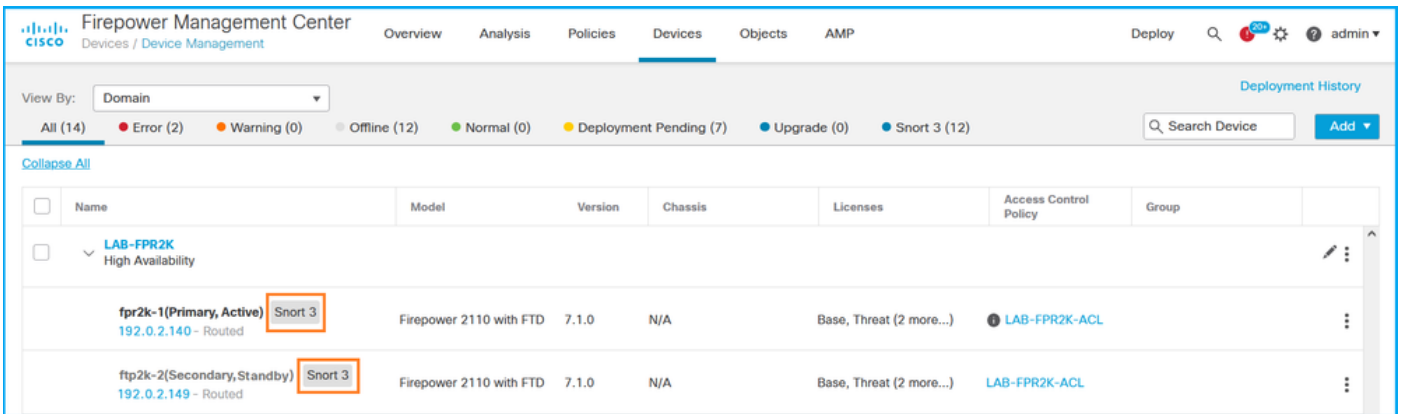 Firepower Management Center
cisco Devices / Device Management Overview Analysis Policies Devices Objects AMP Deploy 20+ admin
Deployment History
View By: Domain
All (14) Error (2) Warning (0) Offline (12) Normal (0) Deployment Pending (7) Upgrade (0) Snort 3 (12) Search Device Add
Collapse All
Name Model Version Chassis Licenses Access Control Policy Group
LAB-FPR2K
High Availability
fpr2k-1(Primary, Active) Snort 3
192.0.2.140 - Routed Firepower 2110 with FTD 7.1.0 N/A Base, Threat (2 more...) LAB-FPR2K-ACL
ftp2k-2(Secondary, Standby) Snort 3
192.0.2.149 - Routed Firepower 2110 with FTD 7.1.0 N/A Base, Threat (2 more...) LAB-FPR2K-ACL